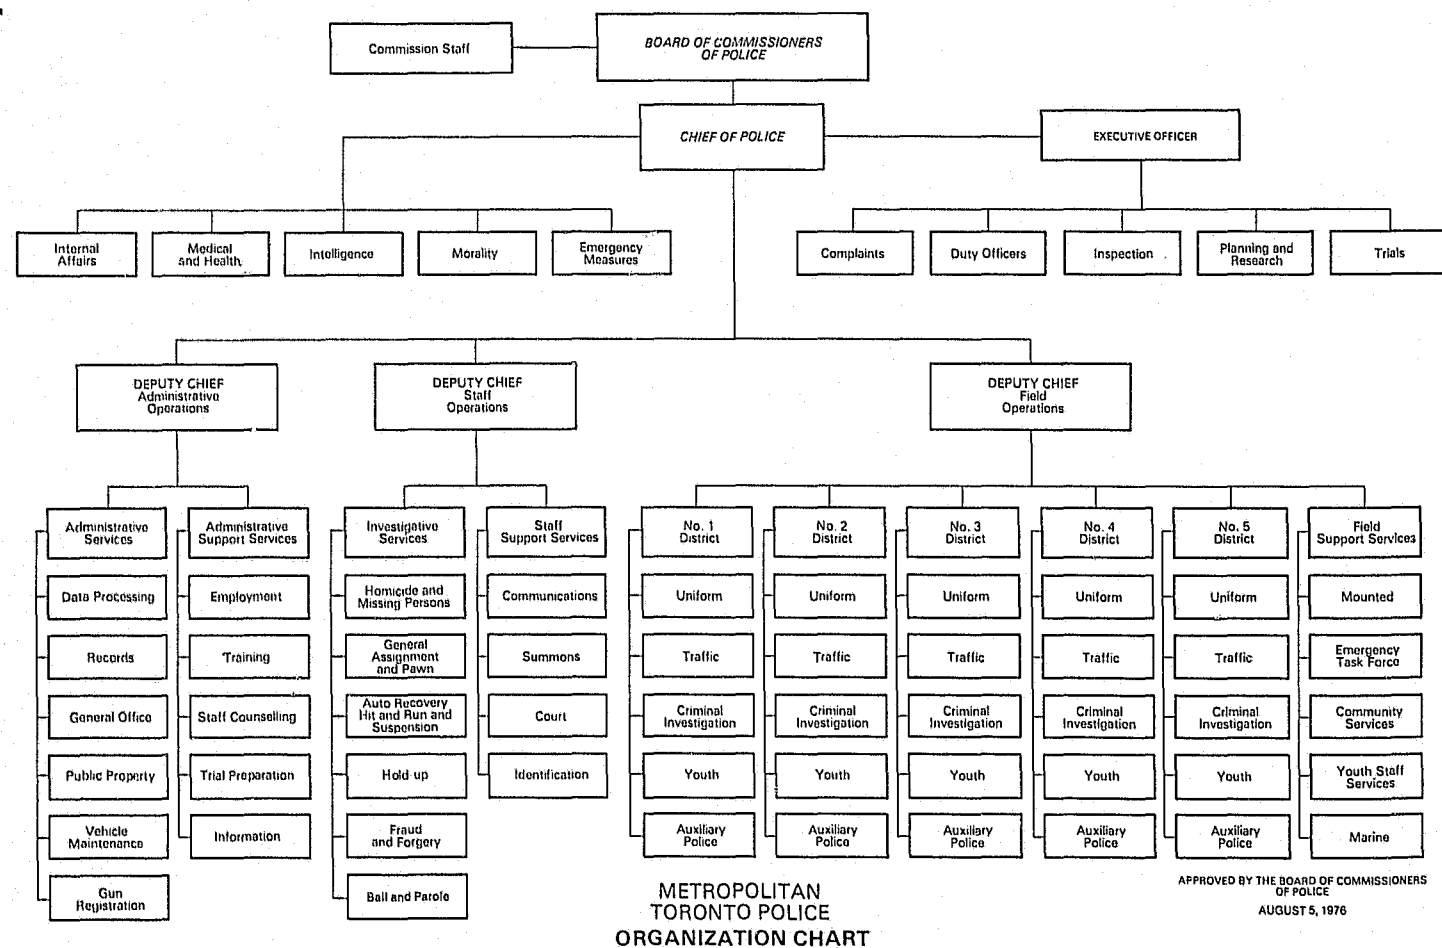 Commission Staff
BOARD OF COMMISSIONERS
OF POLICE
CHIEF OF POLICE
EXECUTIVE OFFICER
Internal
Affairs
Medical
and Health
Intelligence
Morality
Emergency
Measures
Complaints
Duty Officers
Inspection
Planning and
Research
Trials
DEPUTY CHIEF
Administrative
Operations
DEPUTY CHIEF
Staff
Operations
DEPUTY CHIEF
Field
Operations
Administrative
Services
Data Processing
Records
General Office
Public Property
Vehicle
Maintenance
Gun
Registration
Administrative
Support Services
Employment
Training
Staff Counselling
Trial Preparation
Information
Investigative
Services
Homicide and
Missing Persons
General
Assignment
and Pawn
Auto Recovery
Hit and Run and
Suspension
Hold-up
Fraud
and Forgery
Bail and Parole
Staff
Support Services
Communications
Summons
Court
Identification
No. 1
District
Uniform
Traffic
Criminal
Investigation
Youth
Auxiliary
Police
No. 2
District
Uniform
Traffic
Criminal
Investigation
Youth
Auxiliary
Police
No. 3
District
Uniform
Traffic
Criminal
Investigation
Youth
Auxiliary
Police
No. 4
District
Uniform
Traffic
Criminal
Investigation
Youth
Auxiliary
Police
No. 5
District
Uniform
Traffic
Criminal
Investigation
Youth
Auxiliary
Police
Field
Support Services
Mounted
Emergency
Task Force
Community
Services
Youth Staff
Services
Marine
METROPOLITAN
TORONTO POLICE
ORGANIZATION CHART
APPROVED BY THE BOARD OF COMMISSIONERS
OF POLICE
AUGUST 5, 1976